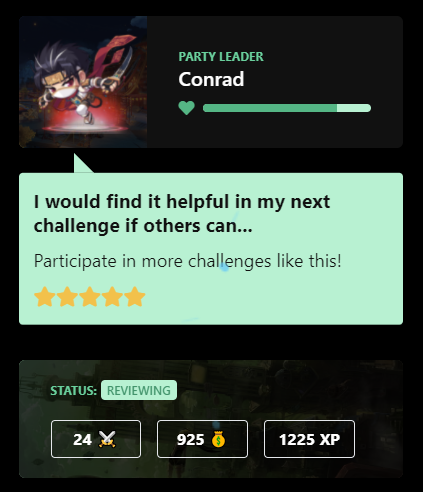 PARTY LEADER
Conrad
I would find it helpful in my next
challenge if others can...
Participate in more challenges like this!
STATUS: REVIEWING
24 ⚔️ 925 💰 1225 XP